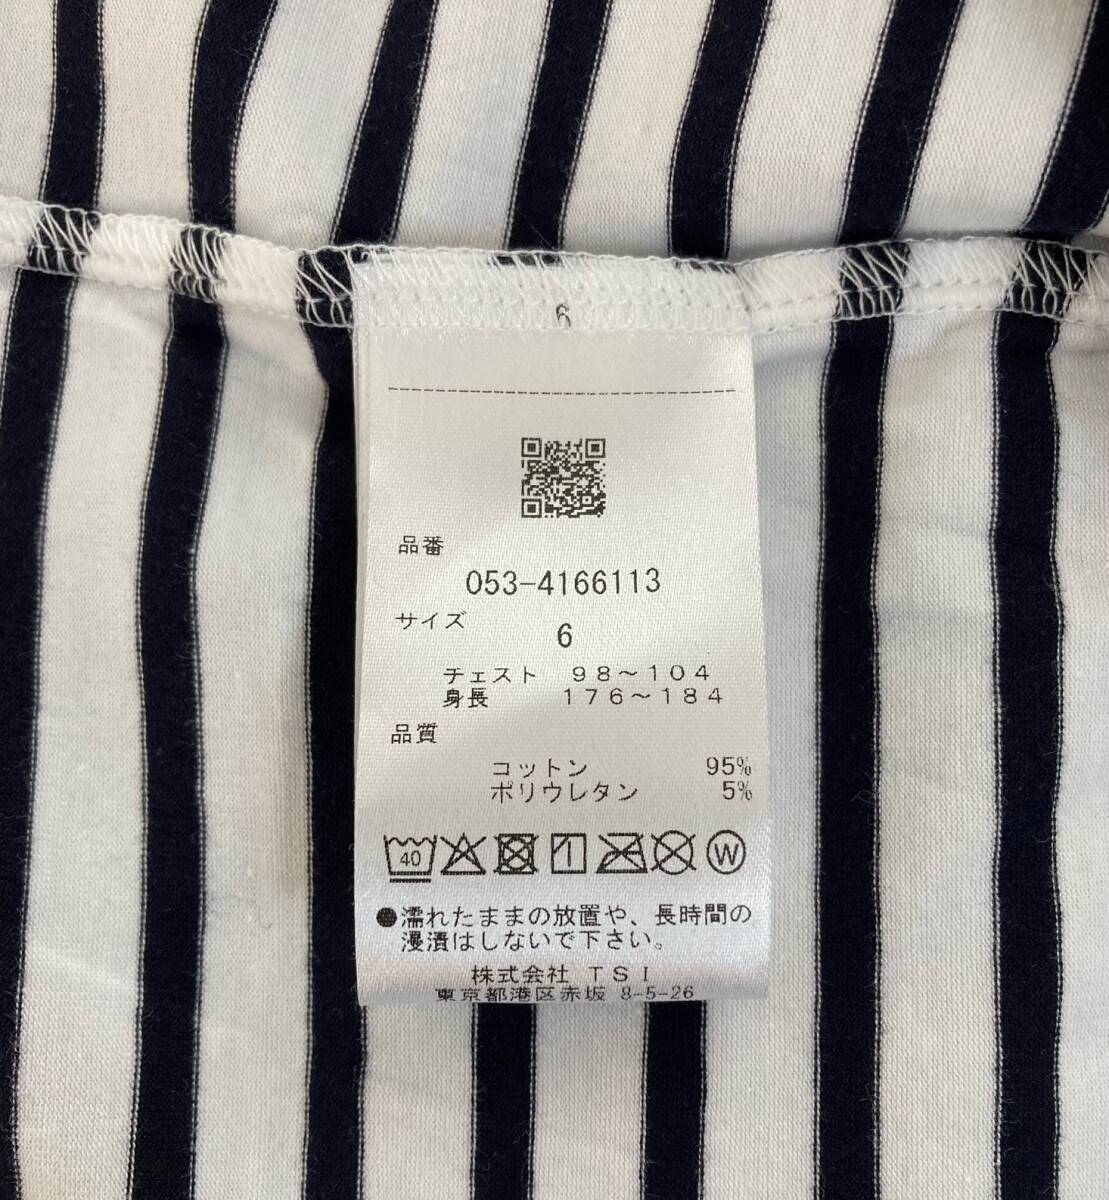 6
品番
053-4166113
サイズ
6
チェスト 98～104
身長 176～184
品質
コットン 95%
ポリウレタン 5%
40
W
●濡れたままの放置や、長時間の
浸漬はしないで下さい。
株式会社 TSI
東京都港区赤坂 8-5-26